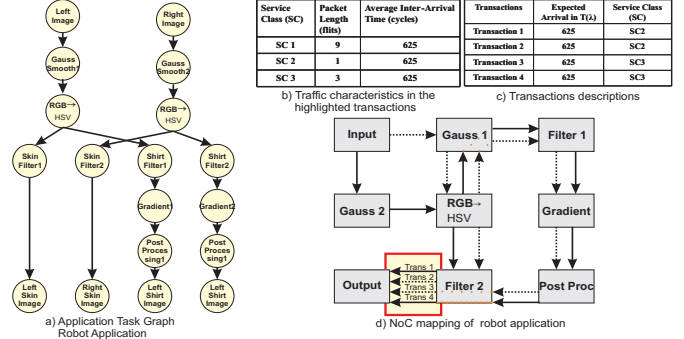 Left
Image
Right
Image
Gauss
Smooth1
Gauss
Smooth2
RGB→
HSV
RGB→
HSV
Skin
Filter1
Skin
Filter2
Shirt
Filter1
Shirt
Filter2
Gradient1
Gradient2
Post
Proces
sing1
Post
Proces
sing1
Left
Skin
Image
Right
Skin
Image
Left
Shirt
Image
Left
Shirt
Image
a) Application Task Graph
Robot Application
Service
Class (SC)
Packet
Length
(flits)
Average Inter-Arrival
Time (cycles)
SC 1 9 625
SC 2 1 625
SC 3 3 625
b) Traffic characteristics in the
highlighted transactions
Transactions
Expected
Arrival in T(λ)
Service Class
(SC)
Transaction 1 625 SC2
Transaction 2 625 SC2
Transaction 3 625 SC3
Transaction 4 625 SC3
c) Transactions descriptions
Input
Gauss 1
Filter 1
Gauss 2
RGB→
HSV
Gradient
Output
Trans 1
Trans 2
Trans 3
Trans 4
Filter 2
Post Proc
d) NoC mapping of robot application